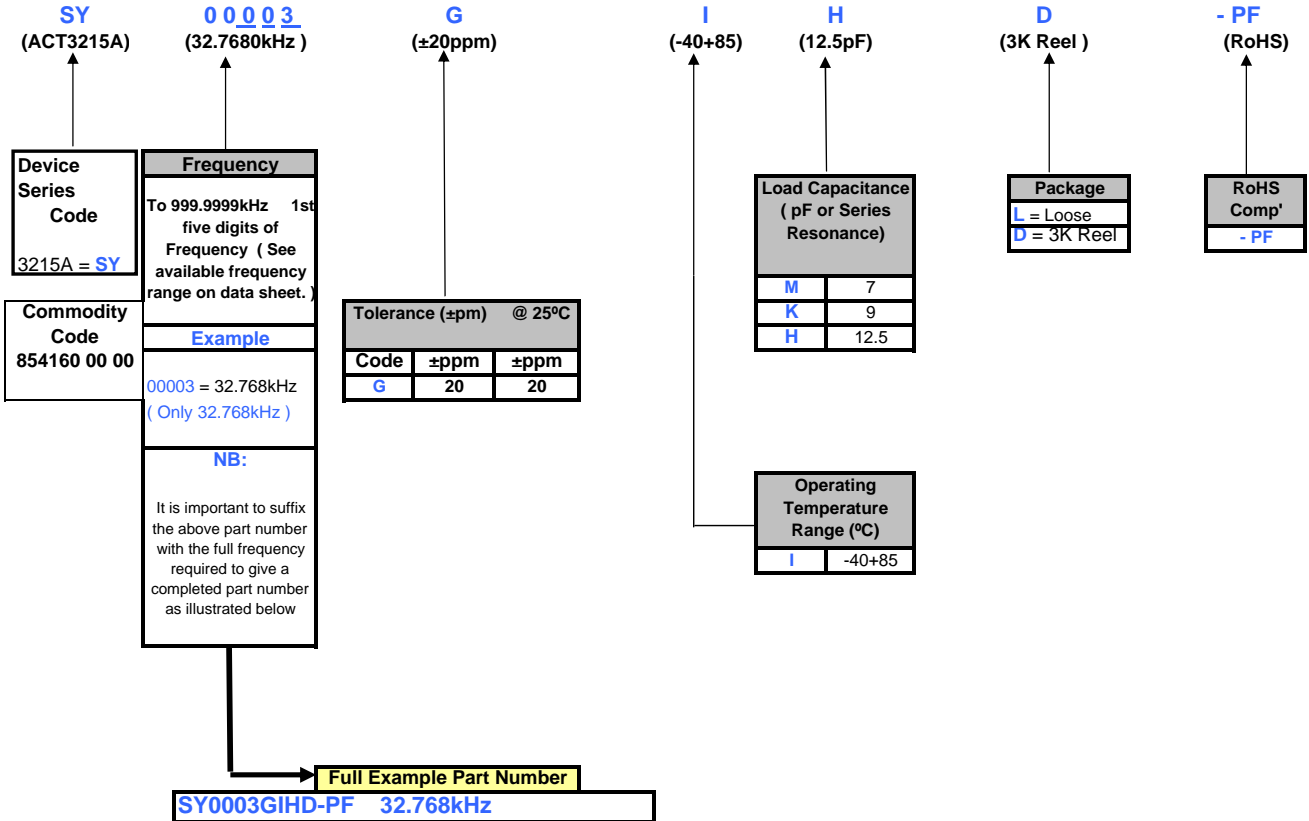 SY 0 0 0 0 3 G I H D - PF
(ACT3215A) (32.7680kHz ) (±20ppm) (-40+85) (12.5pF) (3K Reel ) (RoHS)
Device
Series
Code
3215A = SY
Commodity
Code
854160 00 00
Frequency
To 999.9999kHz 1st
five digits of
Frequency ( See
available frequency
range on data sheet. )
Example
00003 = 32.768kHz
( Only 32.768kHz )
NB:
It is important to suffix
the above part number
with the full frequency
required to give a
completed part number
as illustrated below
Tolerance (±pm) @ 25ºC
Code ±ppm ±ppm
G 20 20
Load Capacitance
( pF or Series
Resonance)
M 7
K 9
H 12.5
Operating
Temperature
Range (ºC)
I -40+85
Package
L = Loose
D = 3K Reel
RoHS
Comp'
- PF
Full Example Part Number
SY0003GIHD-PF 32.768kHz